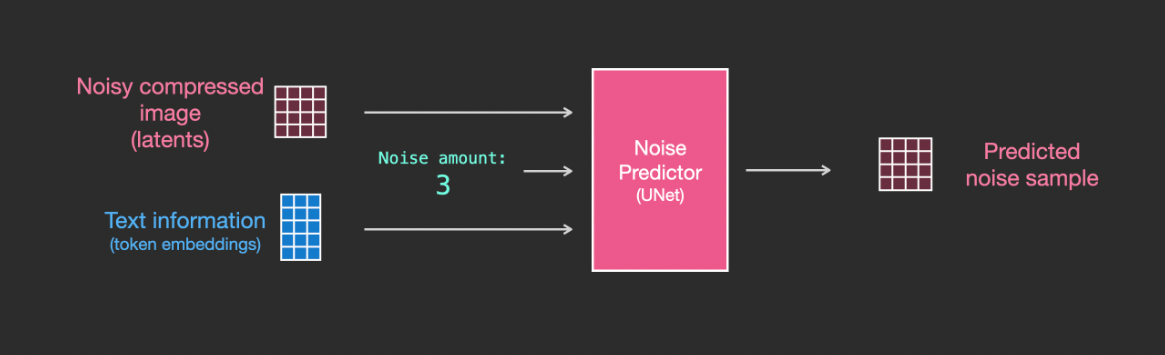 Noisy compressed
image
(latents)
Noise amount:
3
Text information
(token embeddings)
Noise
Predictor
(UNet)
Predicted
noise sample